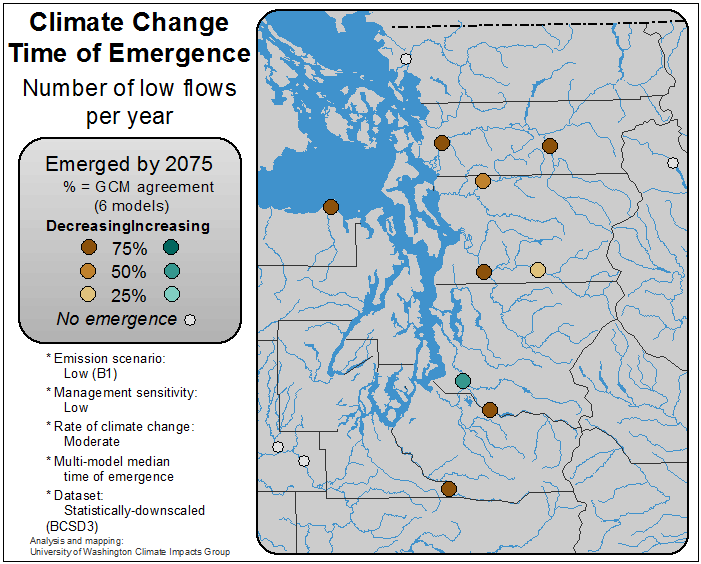 Climate Change
Time of Emergence
Number of low flows
per year
Emerged by 2075
% = GCM agreement
(6 models)
DecreasingIncreasing
75%
50%
25%
No emergence
* Emission scenario:
Low (B1)
* Management sensitivity:
Low
* Rate of climate change:
Moderate
* Multi-model median
time of emergence
* Dataset:
Statistically-downscaled
(BCSD3)
Analysis and mapping:
University of Washington Climate Impacts Group